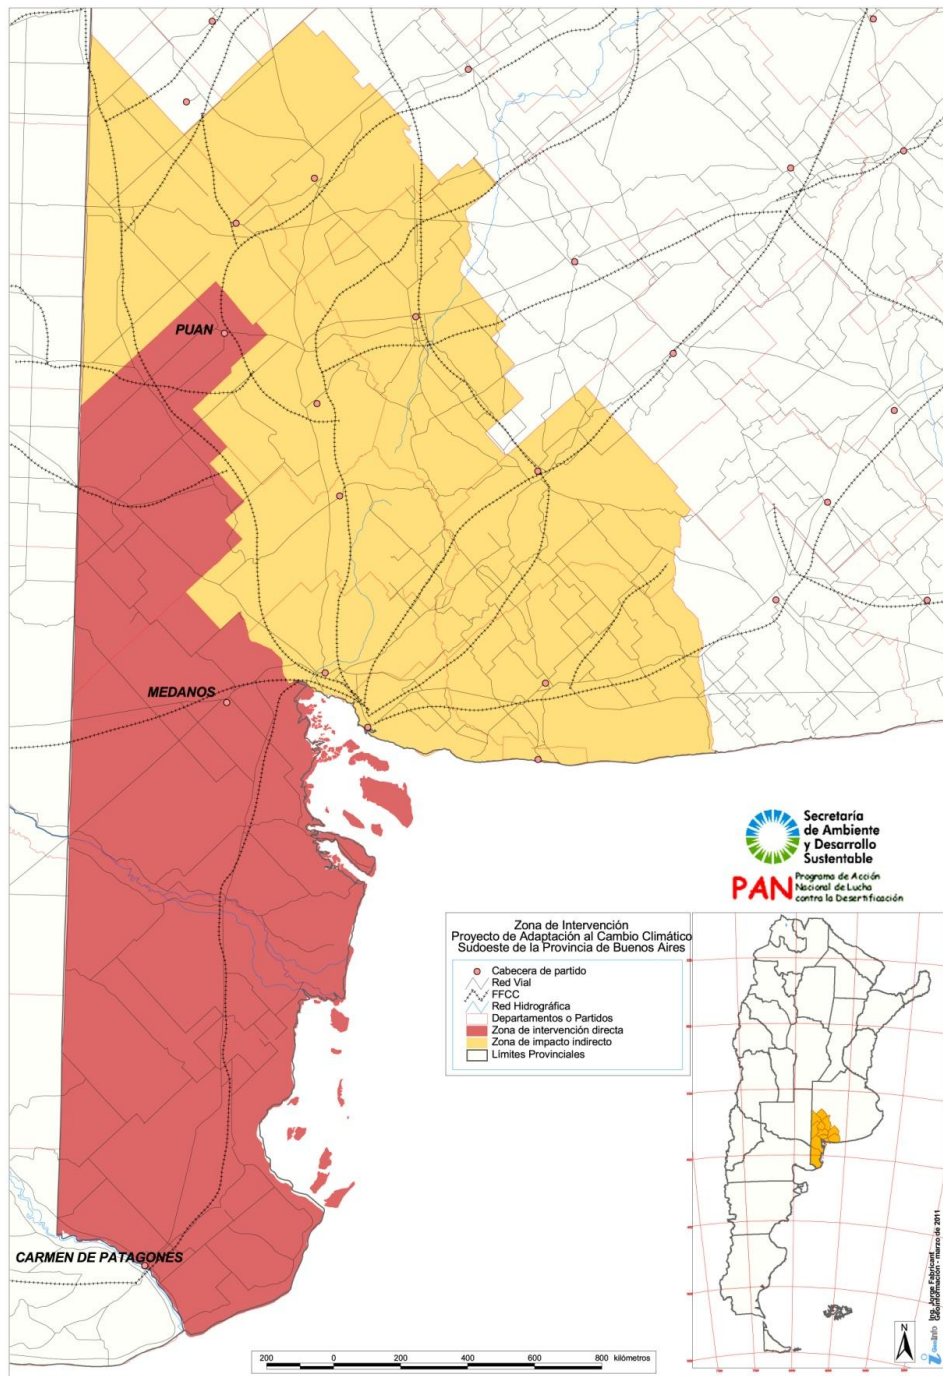 PUAN
MEDANOS
CARMEN DE PATAGONES
Secretaría
de Ambiente
y Desarrollo
Sustentable
PAN
Programa de Acción
Nacional de Lucha
contra la Desertificación
Zona de Intervención
Proyecto de Adaptación al Cambio Climático
Sudoeste de la Provincia de Buenos Aires
Cabecera de partido
Red Vial
FFCC
Red Hidrográfica
Departamentos o Partidos
Zona de intervención directa
Zona de impacto indirecto
Límites Provinciales
Ing. Jorge Fabricant
Geoinformación - marzo de 2011
N
200 0 200 400 600 800 kilómetros